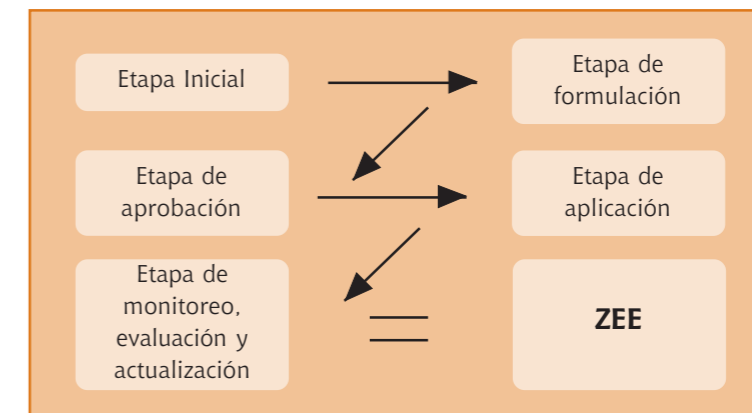 Etapa Inicial
Etapa de
formulación
Etapa de
aprobación
Etapa de
aplicación
Etapa de
monitoreo,
evaluación y
actualización
ZEE